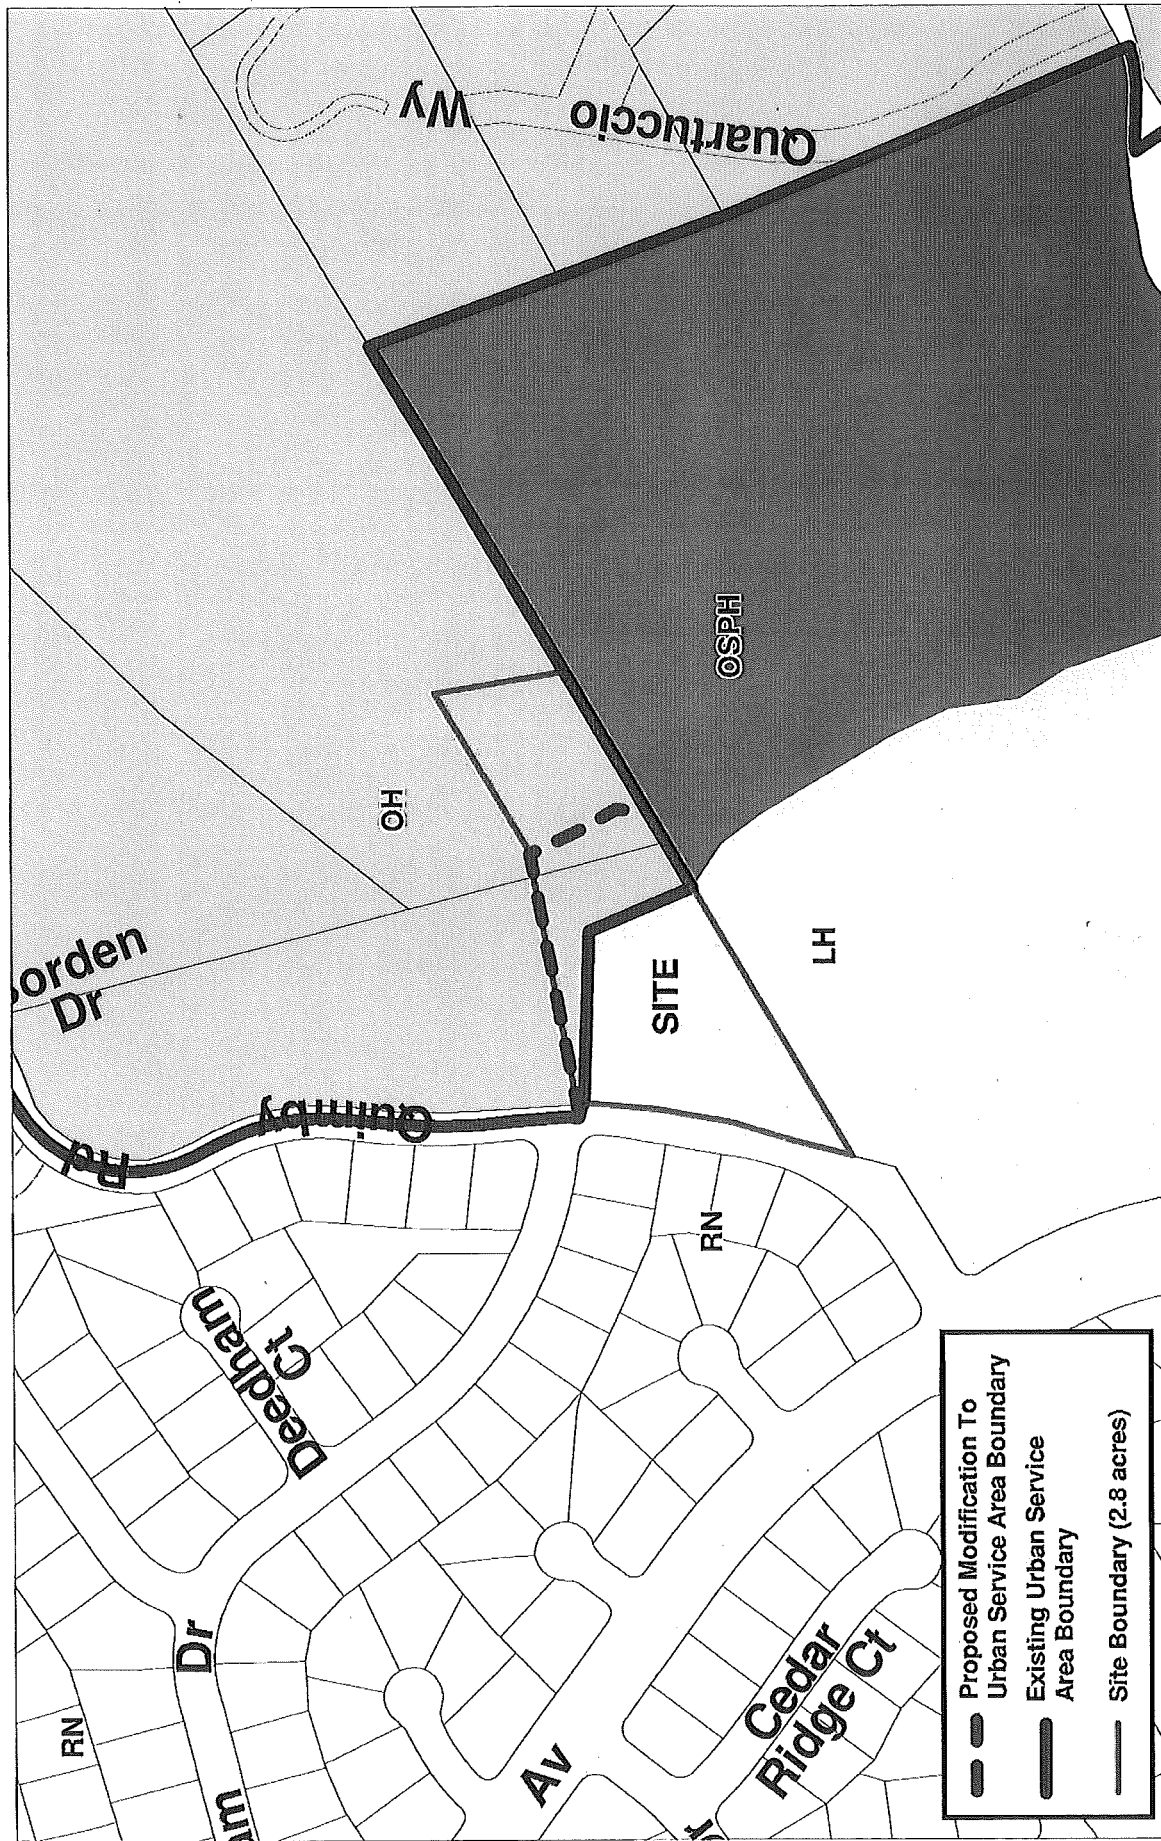 RN
am
Dr
Deedham
Ct
Quimby
Rd
orden
Dr
OH
Quartuccio
Wy
Av
Cedar
Ridge Ct
RN
SITE
LH
OSPH
Proposed Modification To
Urban Service Area Boundary
Existing Urban Service
Area Boundary
Site Boundary (2.8 acres)